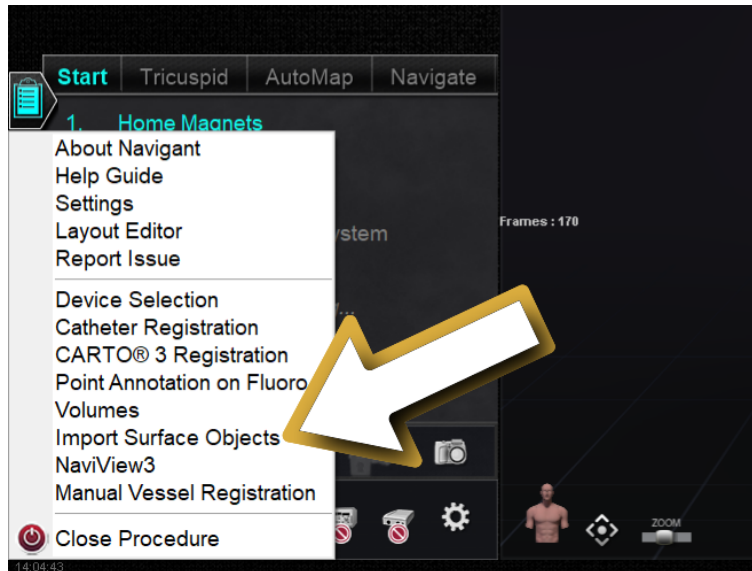 Start Tricuspid AutoMap Navigate
1. Home Magnets
About Navigant
Help Guide
Settings
Layout Editor
Report Issue
Frames : 170
Device Selection
Catheter Registration
CARTO® 3 Registration
Point Annotation on Fluoro
Volumes
Import Surface Objects
NaviView3
Manual Vessel Registration
ZOOM
Close Procedure
14:04:43